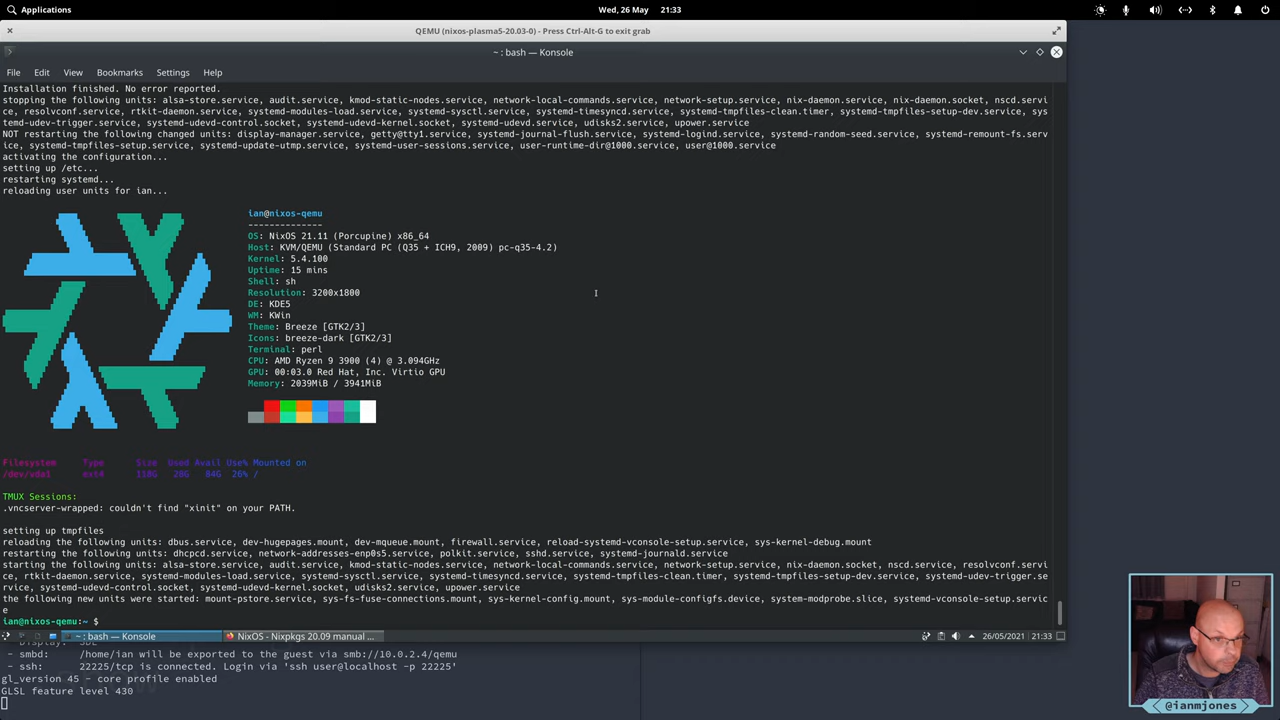 Applications
Wed, 26 May 21:33
QEMU (nixos-plasma5-20.03-0) - Press Ctrl-Alt-G to exit grab
~ : bash — Konsole
File Edit View Bookmarks Settings Help
Installation finished. No error reported.
stopping the following units: alsa-store.service, audit.service, kmod-static-nodes.service, network-local-commands.service, network-setup.service, nix-daemon.service, nix-daemon.socket, nscd.servi
ce, resolvconf.service, rtkit-daemon.service, systemd-modules-load.service, systemd-sysctl.service, systemd-timesyncd.service, systemd-tmpfiles-clean.timer, systemd-tmpfiles-setup-dev.service, sys
temd-udev-trigger.service, systemd-udevd-control.socket, systemd-udevd-kernel.socket, systemd-udevd.service, udisks2.service, upower.service
NOT restarting the following changed units: display-manager.service, getty@tty1.service, systemd-journal-flush.service, systemd-logind.service, systemd-random-seed.service, systemd-remount-fs.serv
ice, systemd-tmpfiles-setup.service, systemd-update-utmp.service, systemd-user-sessions.service, user-runtime-dir@1000.service, user@1000.service
activating the configuration...
setting up /etc...
restarting systemd...
reloading user units for ian...
ian@nixos-qemu
--------------
OS: NixOS 21.11 (Porcupine) x86_64
Host: KVM/QEMU (Standard PC (Q35 + ICH9, 2009) pc-q35-4.2)
Kernel: 5.4.100
Uptime: 15 mins
Shell: sh
Resolution: 3200x1800
DE: KDE5
WM: KWin
Theme: Breeze [GTK2/3]
Icons: breeze-dark [GTK2/3]
Terminal: perl
CPU: AMD Ryzen 9 3900 (4) @ 3.094GHz
GPU: 00:03.0 Red Hat, Inc. Virtio GPU
Memory: 2039MiB / 3941MiB
Filesystem Type Size Used Avail Use% Mounted on
/dev/vda1 ext4 118G 28G 84G 26% /
TMUX Sessions:
.vncserver-wrapped: couldn't find "xinit" on your PATH.
setting up tmpfiles
reloading the following units: dbus.service, dev-hugepages.mount, dev-mqueue.mount, firewall.service, reload-systemd-vconsole-setup.service, sys-kernel-debug.mount
restarting the following units: dhcpcd.service, network-addresses-enp0s5.service, polkit.service, sshd.service, systemd-journald.service
starting the following units: alsa-store.service, audit.service, kmod-static-nodes.service, network-local-commands.service, network-setup.service, nix-daemon.socket, nscd.service, resolvconf.servi
ce, rtkit-daemon.service, systemd-modules-load.service, systemd-sysctl.service, systemd-timesyncd.service, systemd-tmpfiles-clean.timer, systemd-tmpfiles-setup-dev.service, systemd-udev-trigger.se
rvice, systemd-udevd-control.socket, systemd-udevd-kernel.socket, udisks2.service, upower.service
the following new units were started: mount-pstore.service, sys-fs-fuse-connections.mount, sys-kernel-config.mount, sys-module-configfs.device, system-modprobe.slice, systemd-vconsole-setup.servic
e
ian@nixos-qemu:~ $
~ : bash — Konsole
NixOS - Nixpkgs 20.09 manual ...
26/05/2021 21:33
- Display: SDL
- smbd: /home/ian will be exported to the guest via smb://10.0.2.4/qemu
- ssh: 22225/tcp is connected. Login via 'ssh user@localhost -p 22225'
gl_version 45 - core profile enabled
GLSL feature level 430
@ianmjones